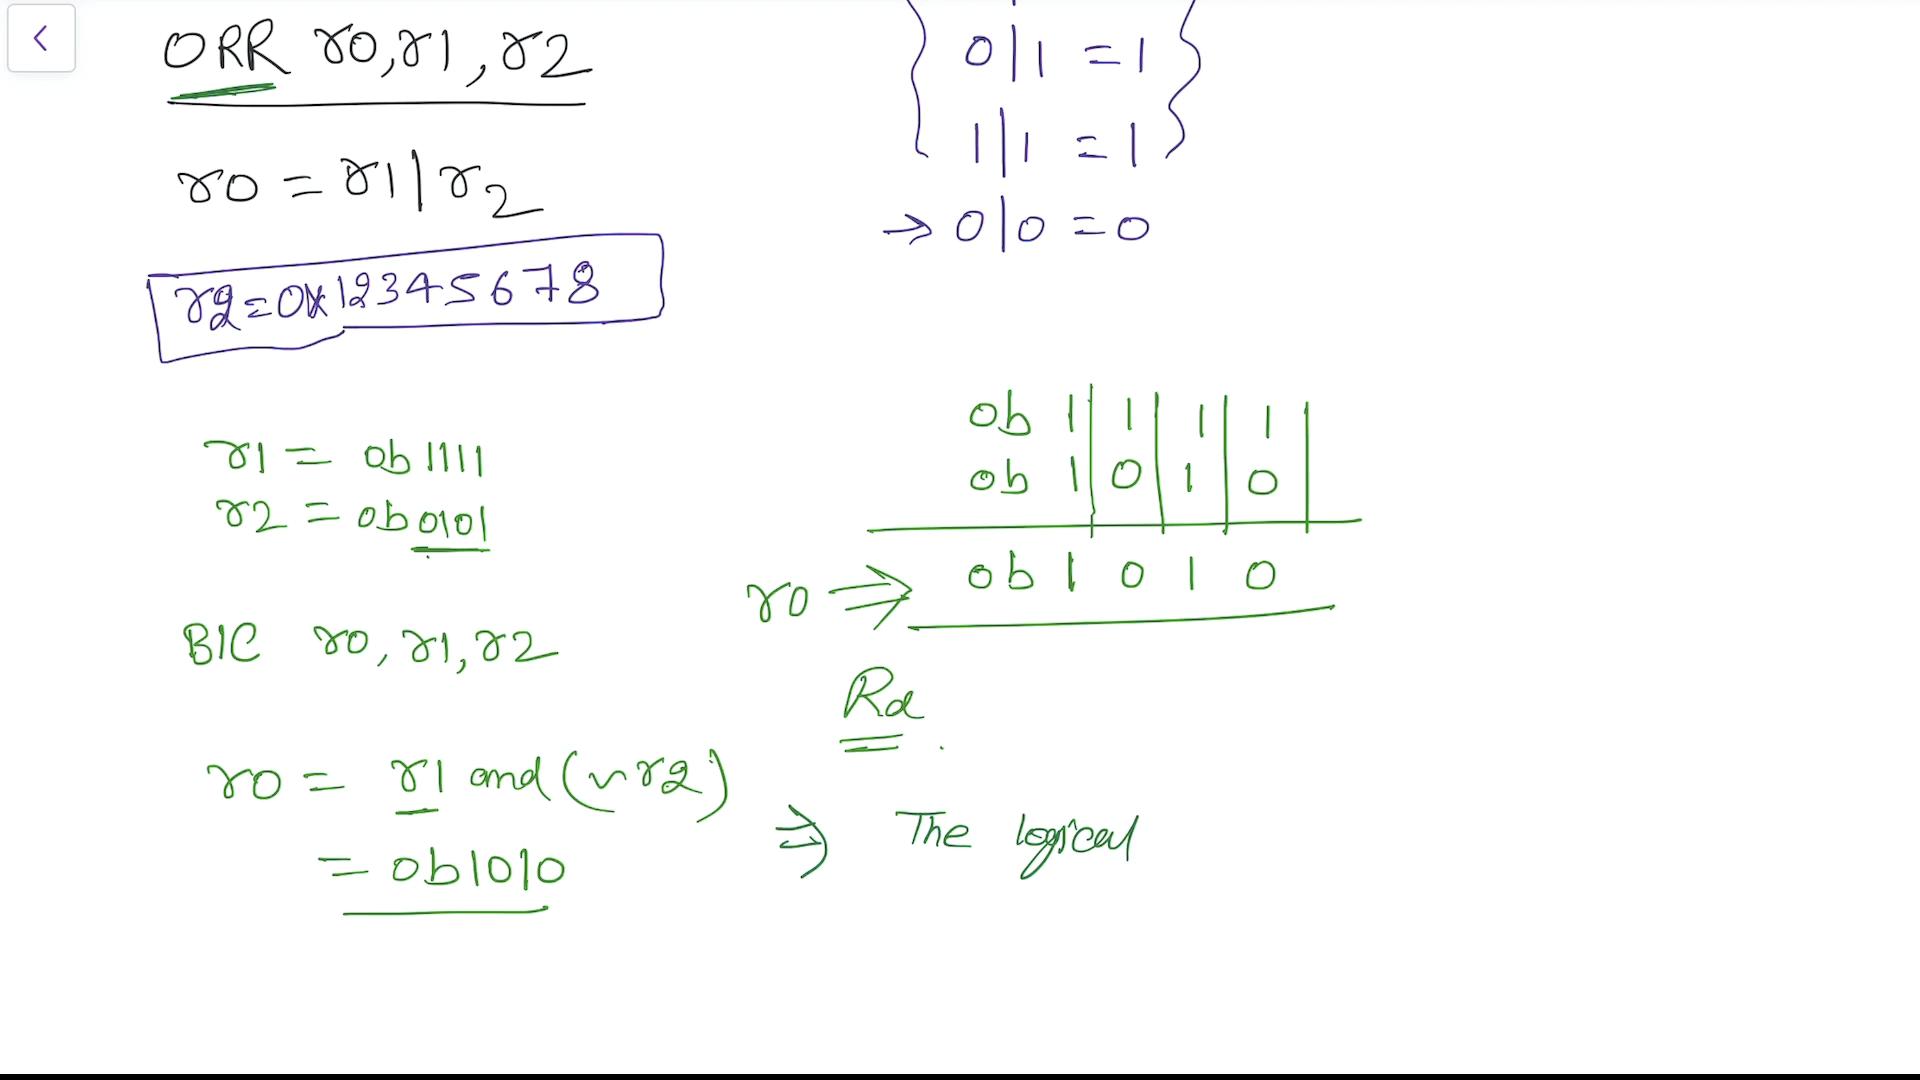 ORR r0,r1,r2
r0 = r1|r2
r2=0x12345678
0|1 = 1
1|1 = 1
→ 0|0 = 0
r1 = 0b1111
r2 = 0b0101
BIC r0, r1, r2
r0 = r1 and (~r2)
= 0b1010
0b 1 1 1 1
0b 1 0 1 0
r0 ⇒ 0b 1 0 1 0
Rd
⇒ The logical